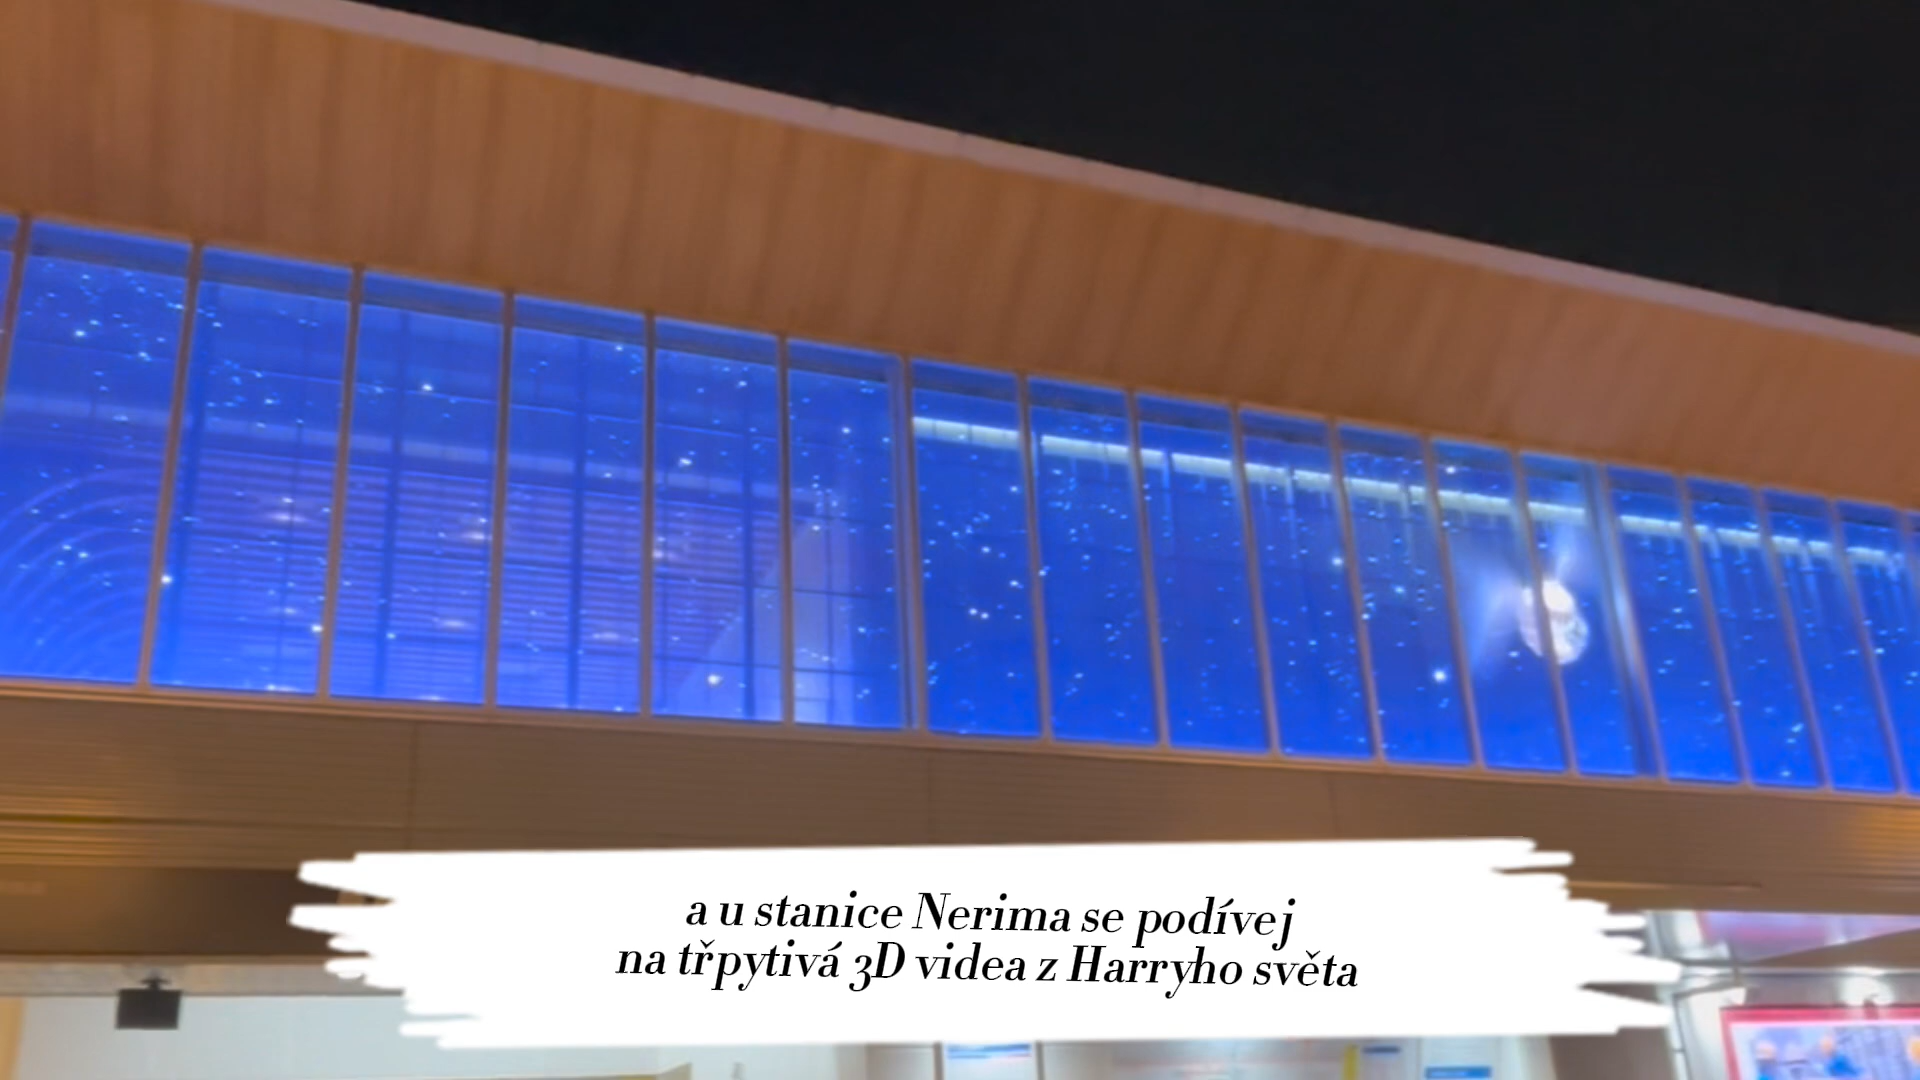 a u stanice Nerima se podívej
na třpytivá 3D videa z Harryho světa